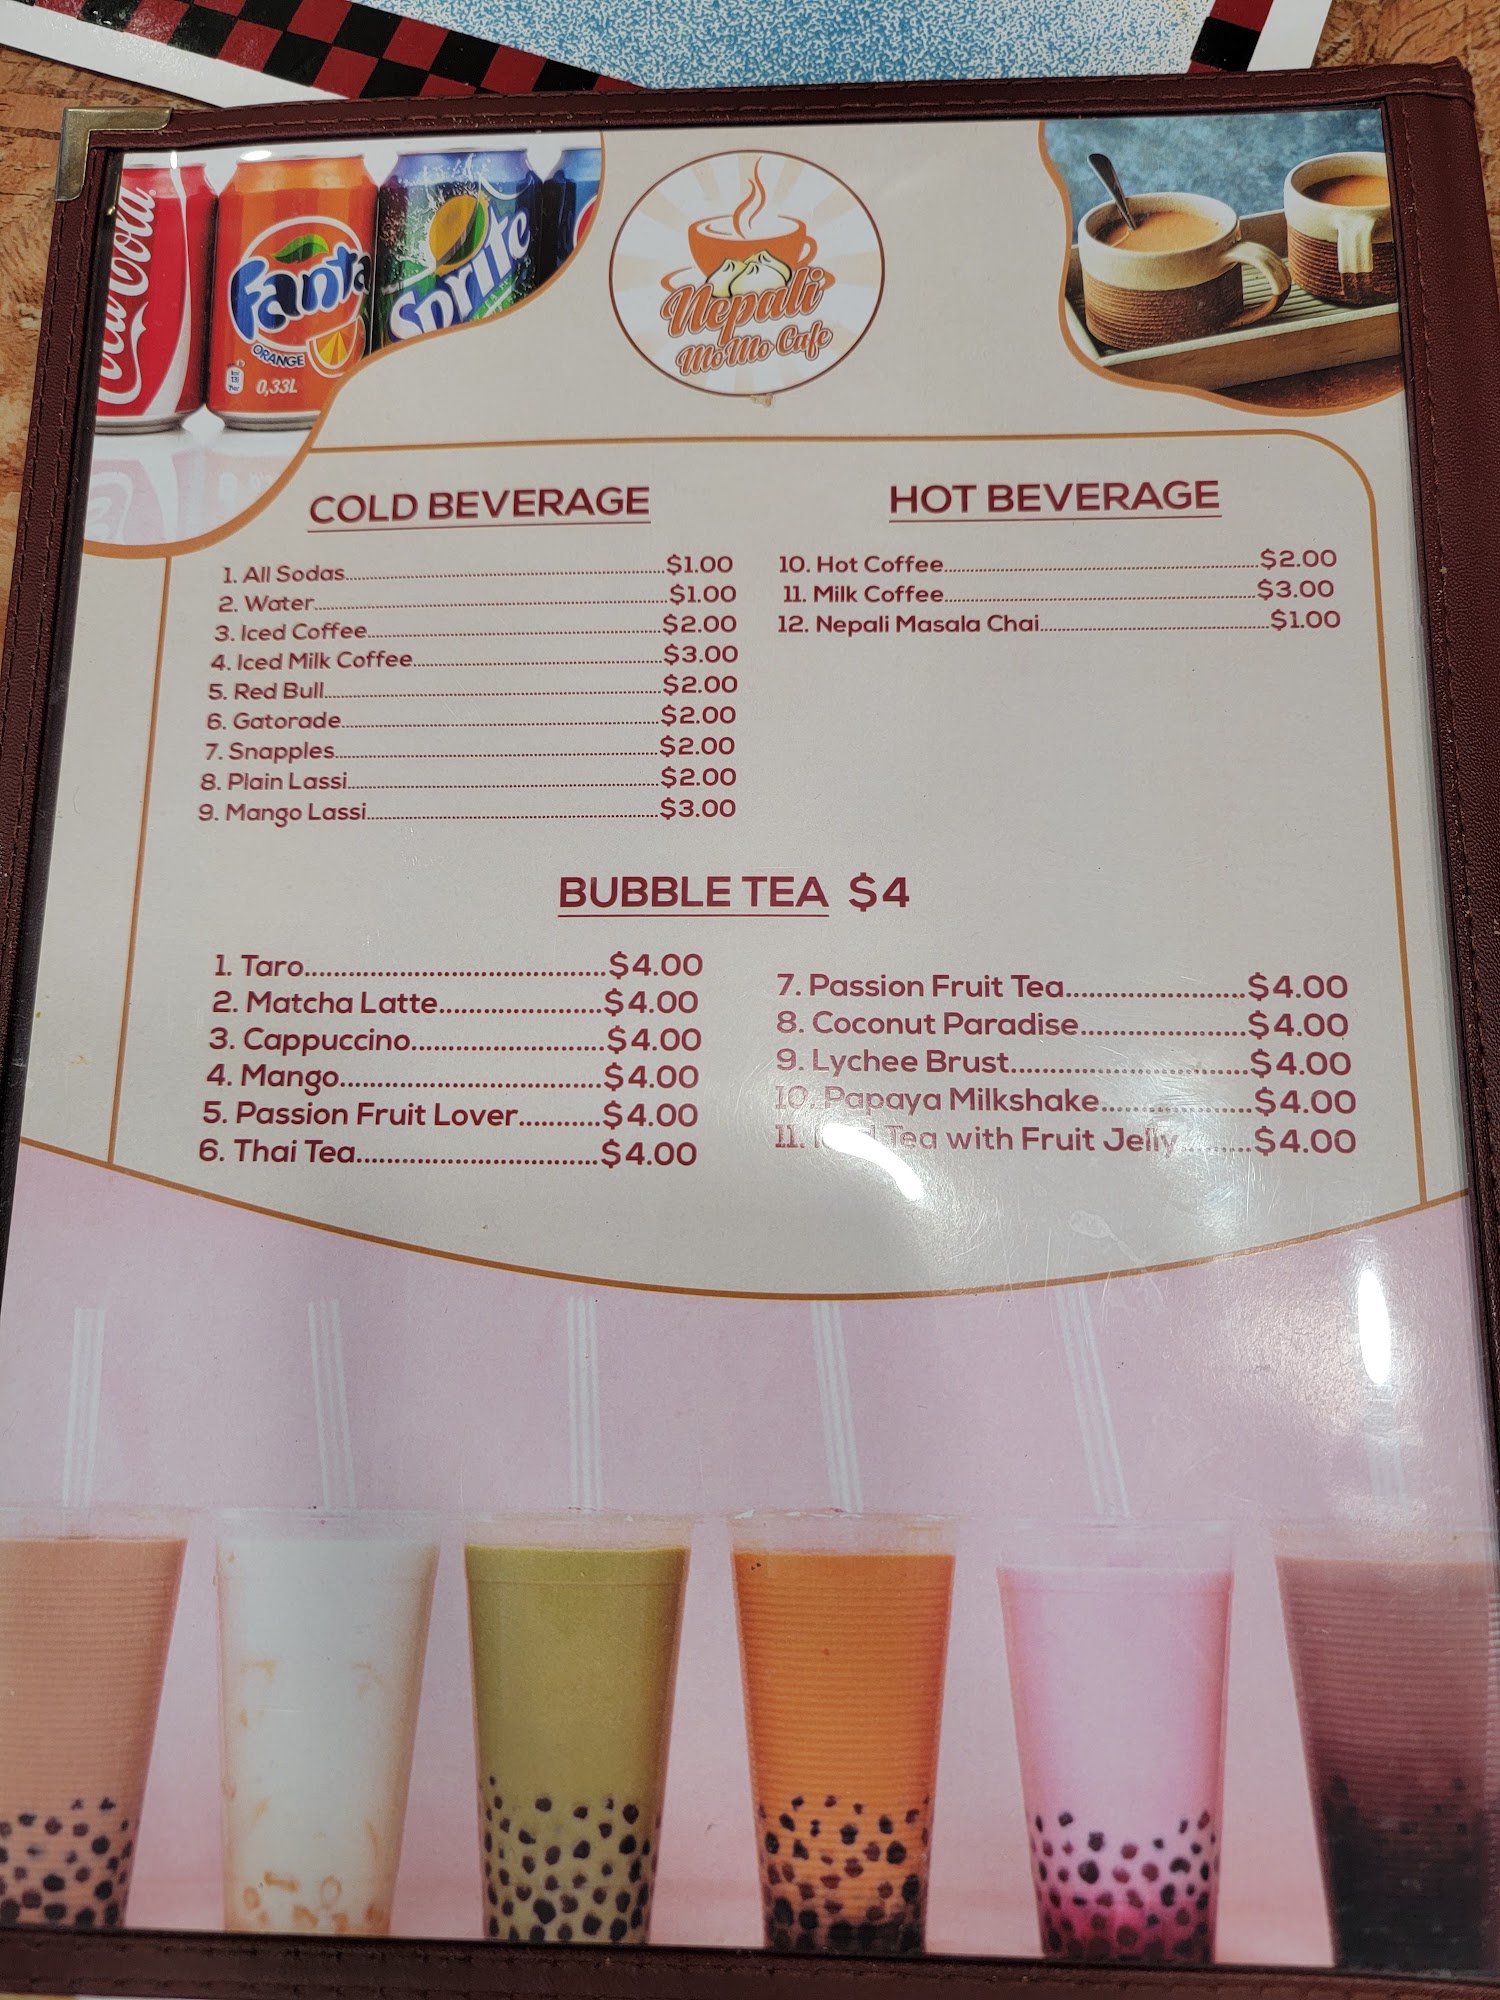 Coca-Cola
Fanta
ORANGE
0,33L
Sprite
Nepali
MoMo Cafe
COLD BEVERAGE
1. All Sodas $1.00
2. Water $1.00
3. Iced Coffee $2.00
4. Iced Milk Coffee $3.00
5. Red Bull $2.00
6. Gatorade $2.00
7. Snapples $2.00
8. Plain Lassi $2.00
9. Mango Lassi $3.00
HOT BEVERAGE
10. Hot Coffee $2.00
11. Milk Coffee $3.00
12. Nepali Masala Chai $1.00
BUBBLE TEA $4
1. Taro $4.00
2. Matcha Latte $4.00
3. Cappuccino $4.00
4. Mango $4.00
5. Passion Fruit Lover $4.00
6. Thai Tea $4.00
7. Passion Fruit Tea $4.00
8. Coconut Paradise $4.00
9. Lychee Brust $4.00
10. Papaya Milkshake $4.00
11. Tea with Fruit Jelly $4.00